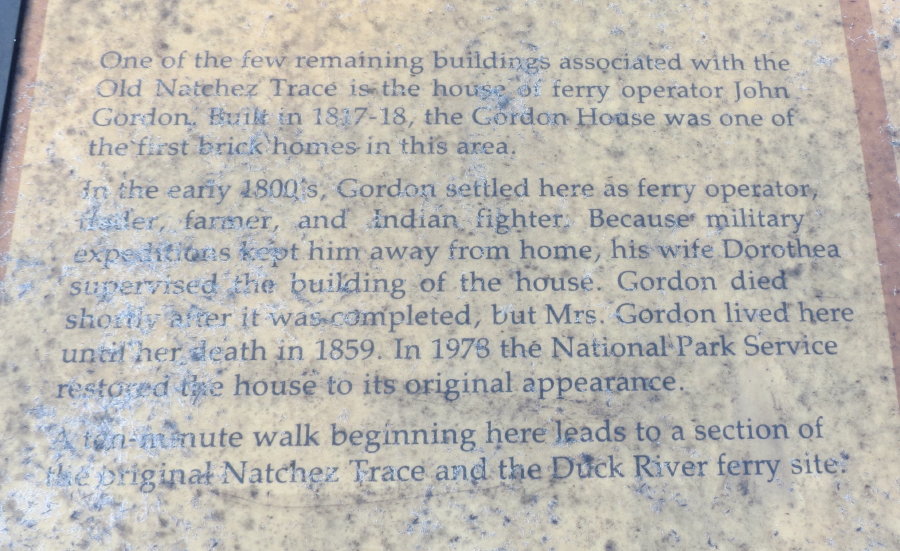 One of the few remaining buildings associated with the
Old Natchez Trace is the house of ferry operator John
Gordon. Built in 1817-18, the Gordon House was one of
the first brick homes in this area.
In the early 1800's, Gordon settled here as ferry operator,
trader, farmer, and Indian fighter. Because military
expeditions kept him away from home, his wife Dorothea
supervised the building of the house. Gordon died
shortly after it was completed, but Mrs. Gordon lived here
until her death in 1859. In 1978 the National Park Service
restored the house to its original appearance.
A ten-minute walk beginning here leads to a section of
the original Natchez Trace and the Duck River ferry site.